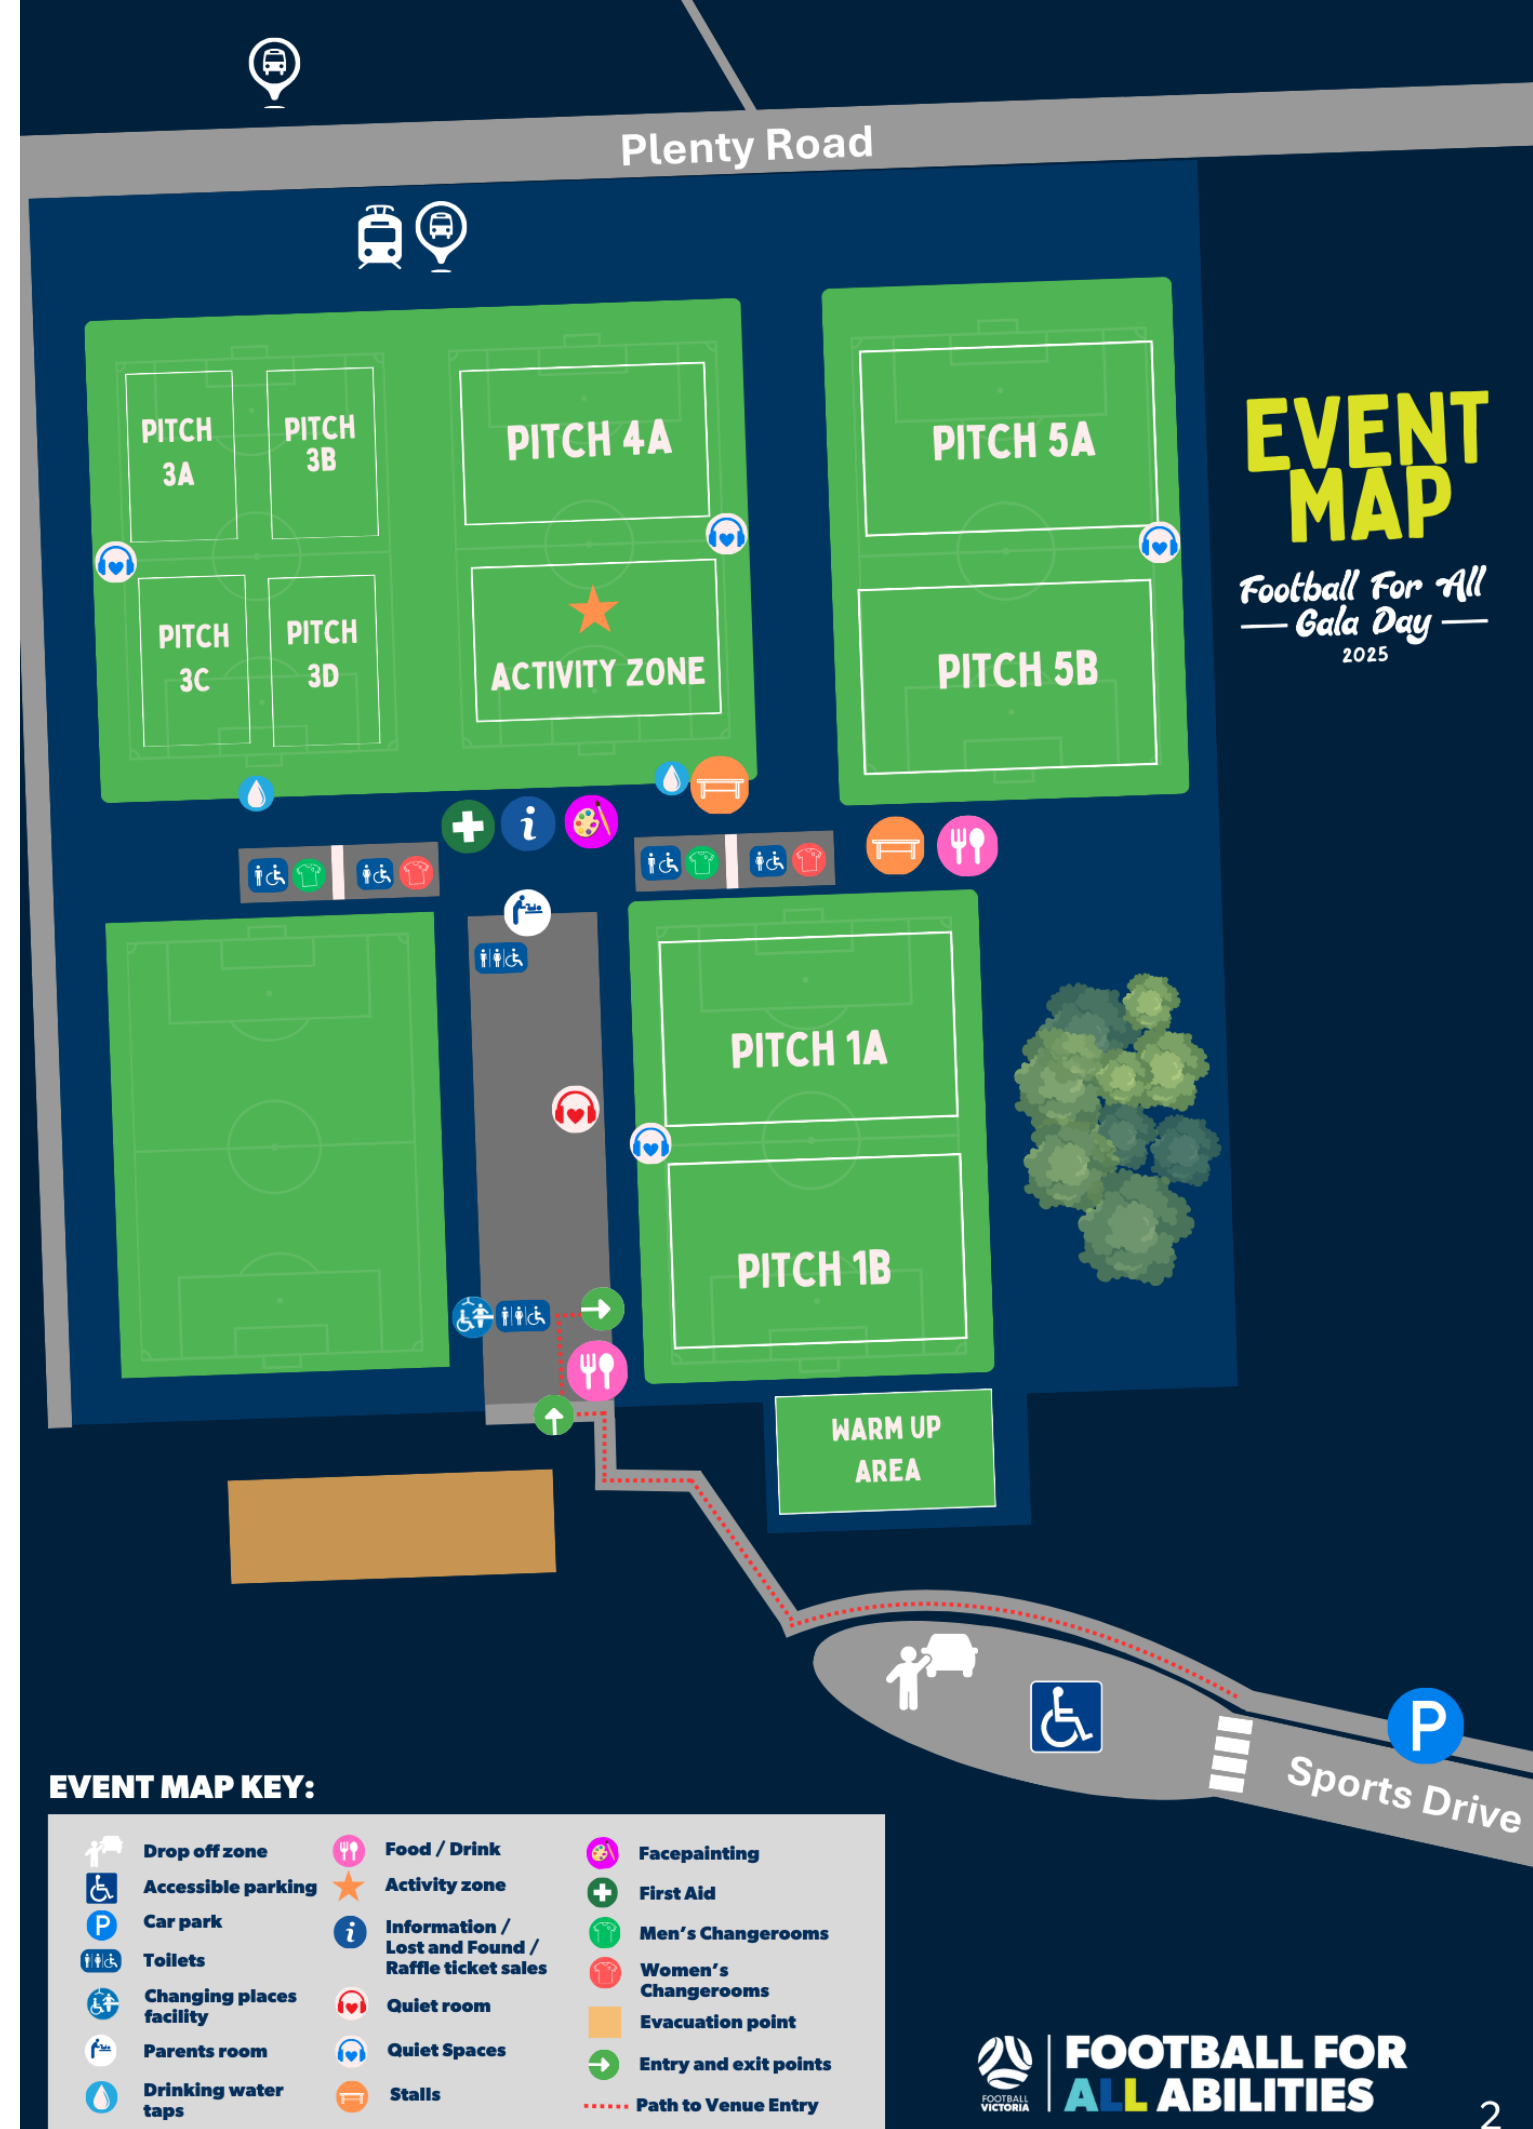 Plenty Road
PITCH
3A
PITCH
3B
PITCH 4A
PITCH 5A
EVENT
MAP
Football For All
Gala Day
2025
PITCH
3C
PITCH
3D
ACTIVITY ZONE
PITCH 5B
i
PITCH 1A
PITCH 1B
WARM UP
AREA
P
Sports Drive
EVENT MAP KEY:
Drop off zone
Accessible parking
P
Car park
Toilets
Changing places
facility
Parents room
Drinking water
taps
Food / Drink
Activity zone
i
Information /
Lost and Found /
Raffle ticket sales
Quiet room
Quiet Spaces
Stalls
Facepainting
First Aid
Men's Changerooms
Women's
Changerooms
Evacuation point
Entry and exit points
Path to Venue Entry
FOOTBALL
VICTORIA
FOOTBALL FOR
ALL ABILITIES
2